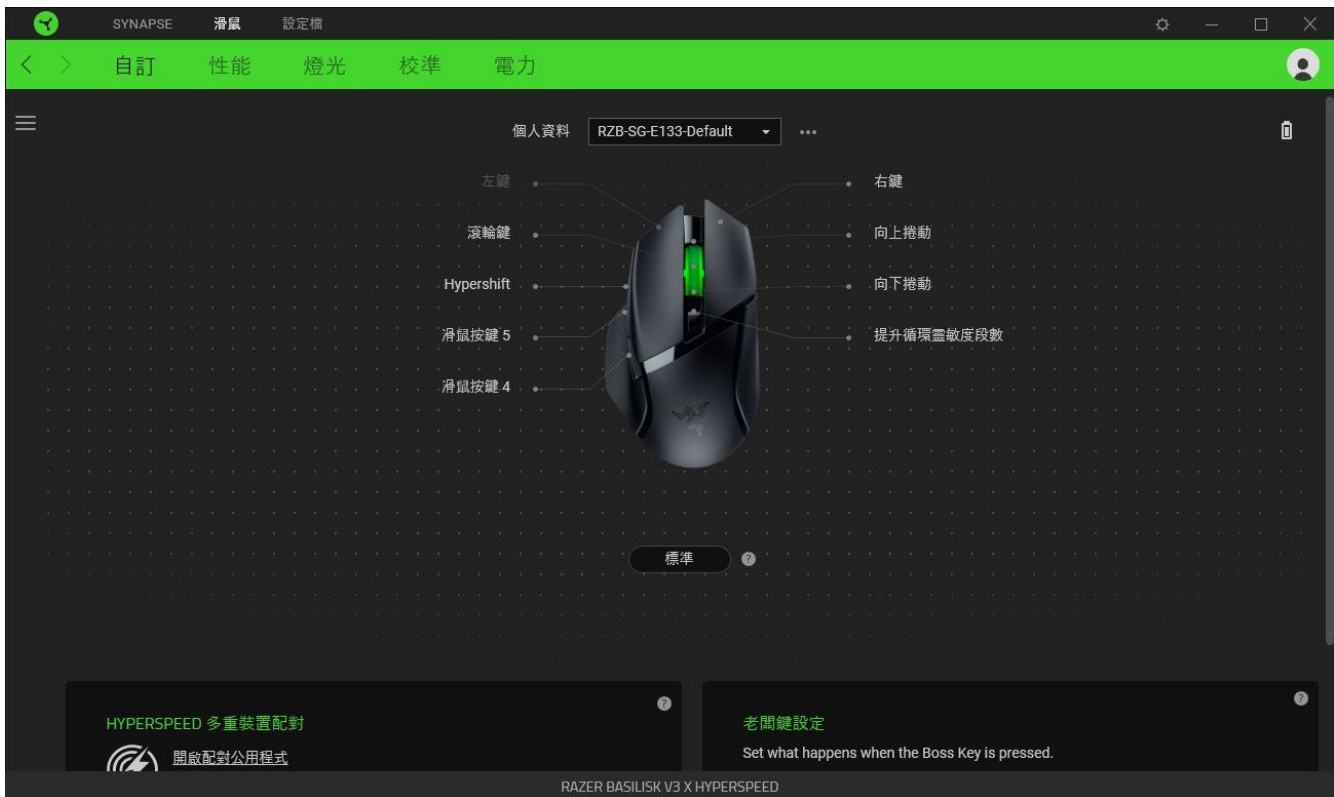 SYNAPSE 滑鼠 設定檔
自訂 性能 燈光 校準 電力
個人資料 RZB-SG-E133-Default
左鍵
右鍵
滾輪鍵
向上捲動
Hypershift
向下捲動
滑鼠按鍵 5
提升循環靈敏度段數
滑鼠按鍵 4
標準 ?
HYPERSPEED 多重裝置配對 ?
開啟配對公用程式
老闆鍵設定 ?
Set what happens when the Boss Key is pressed.
RAZER BASILISK V3 X HYPERSPEED